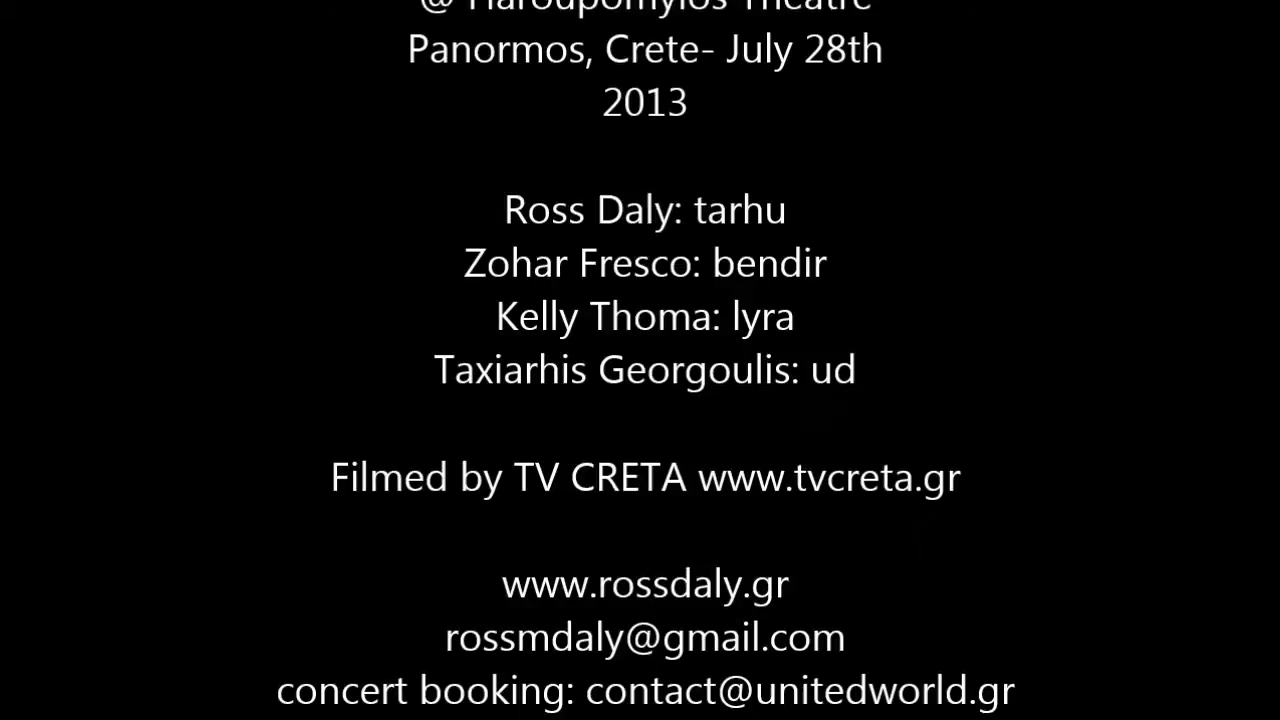 @ Theatre
Panormos, Crete- July 28th
2013
Ross Daly: tarhu
Zohar Fresco: bendir
Kelly Thoma: lyra
Taxiarhis Georgoulis: ud
Filmed by TV CRETA www.tvcreta.gr
www.rossdaly.gr
rossmdaly@gmail.com
concert booking: contact@unitedworld.gr